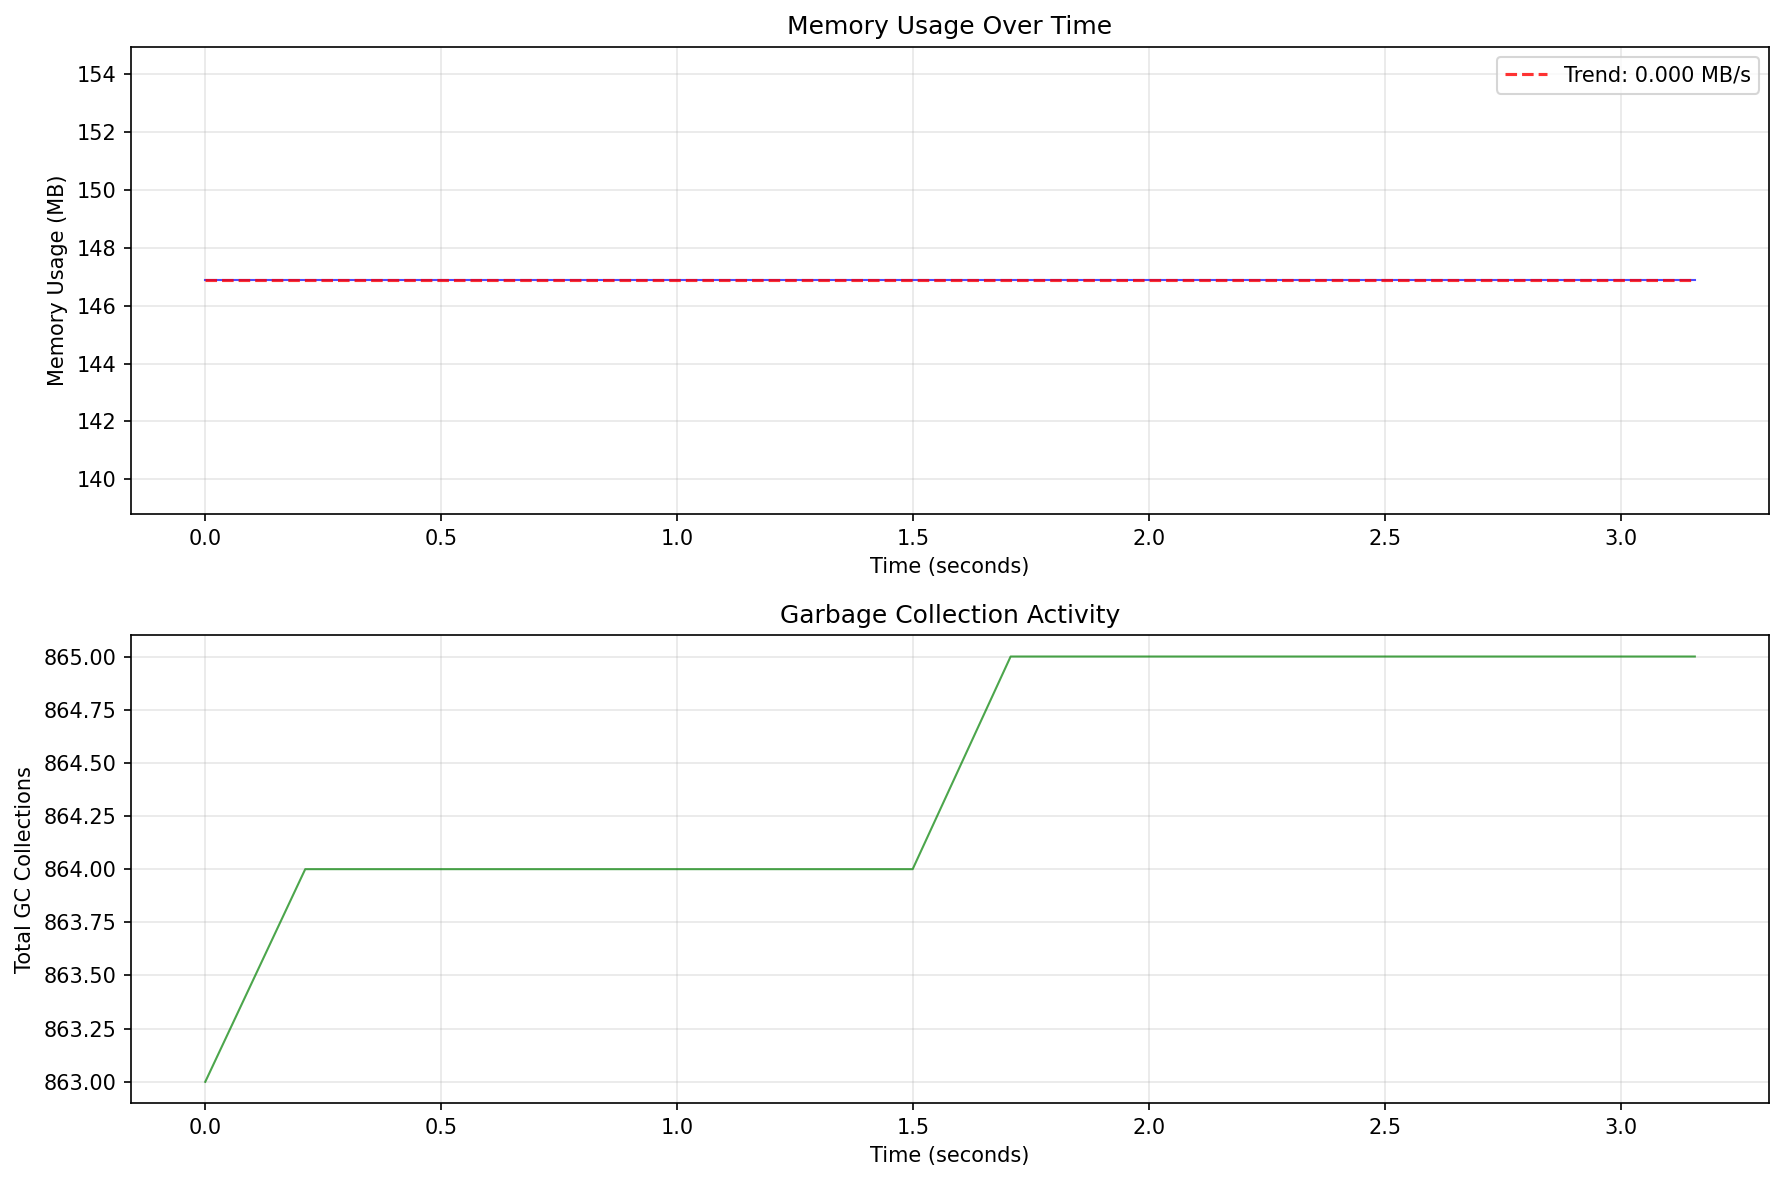 Memory Usage Over Time
Trend: 0.000 MB/s
Memory Usage (MB)
154
152
150
148
146
144
142
140
0.0 0.5 1.0 1.5 2.0 2.5 3.0
Time (seconds)
Garbage Collection Activity
Total GC Collections
865.00
864.75
864.50
864.25
864.00
863.75
863.50
863.25
863.00
0.0 0.5 1.0 1.5 2.0 2.5 3.0
Time (seconds)